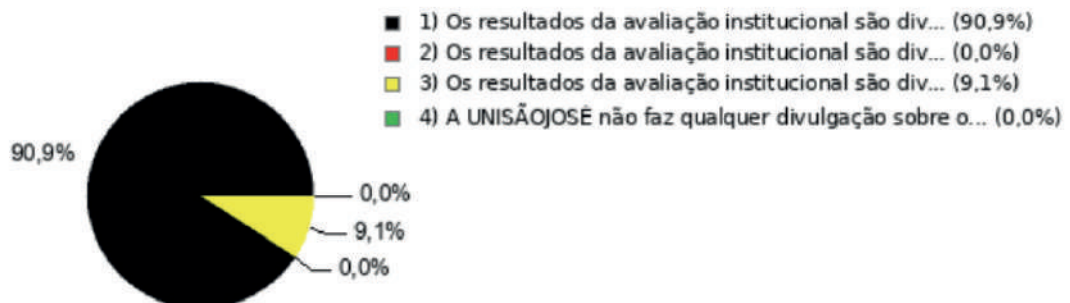 1) Os resultados da avaliação institucional são div... (90,9%)
2) Os resultados da avaliação institucional são div... (0,0%)
3) Os resultados da avaliação institucional são div... (9,1%)
4) A UNISÃOJOSÉ não faz qualquer divulgação sobre o... (0,0%)
90,9%
0,0%
9,1%
0,0%